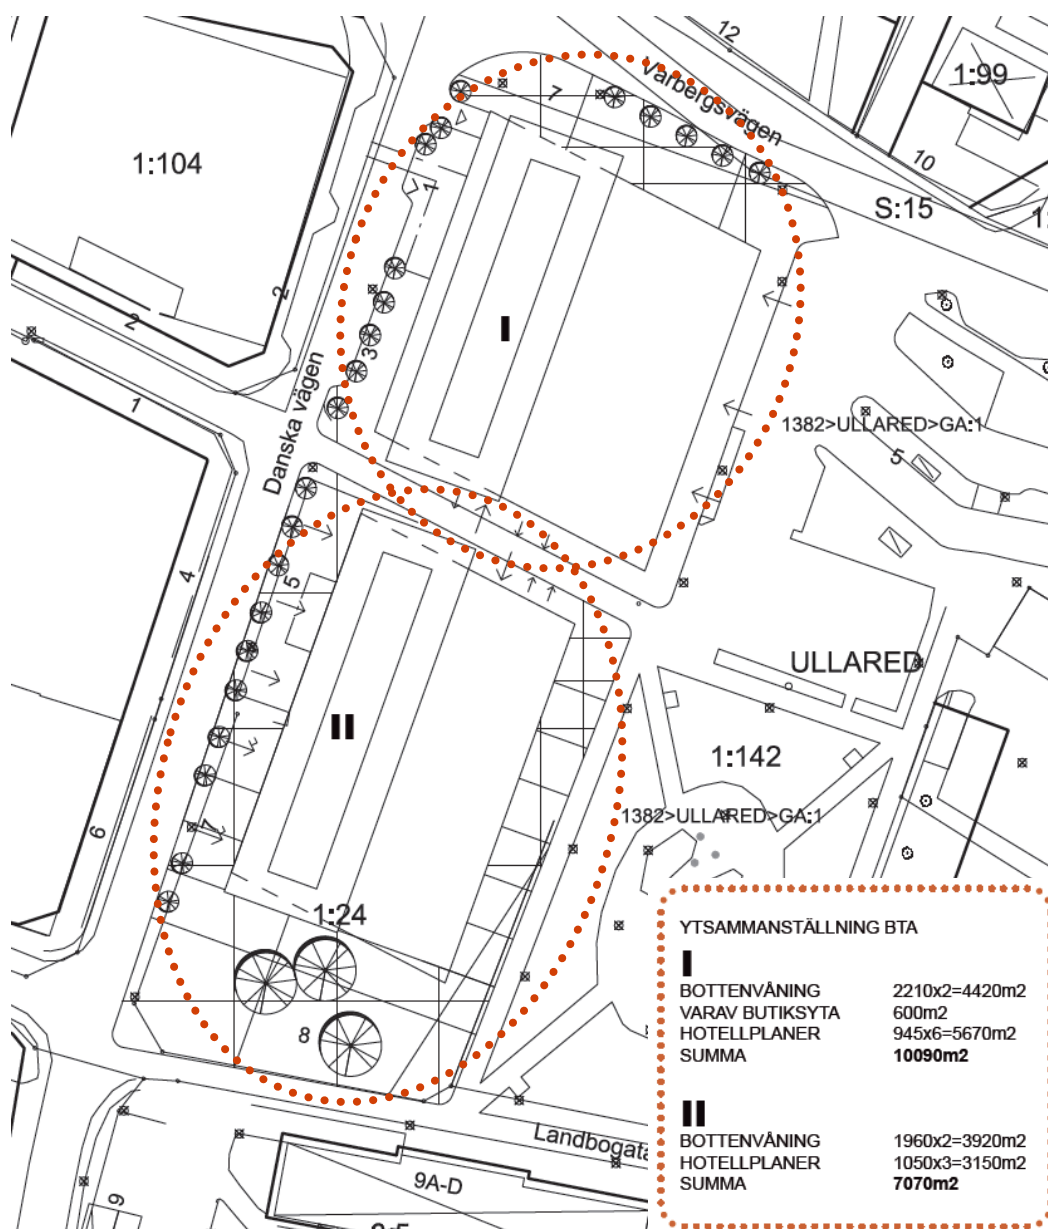 12
Varbergsvägen
1:99
7
1:104
10
1
S:15
2
2
I
3
Danska vägen
1
1382>ULLARED>GA:1
5
4
5
ULLARED
II
1:142
1382>ULLARED>GA:1
7
6
1:24
8
Landbogata
9A-D
9
YTSAMMANSTÄLLNING BTA
I
BOTTENVÅNING 2210x2=4420m2
VARAV BUTIKSYTA 600m2
HOTELLPLANER 945x6=5670m2
SUMMA 10090m2
II
BOTTENVÅNING 1960x2=3920m2
HOTELLPLANER 1050x3=3150m2
SUMMA 7070m2